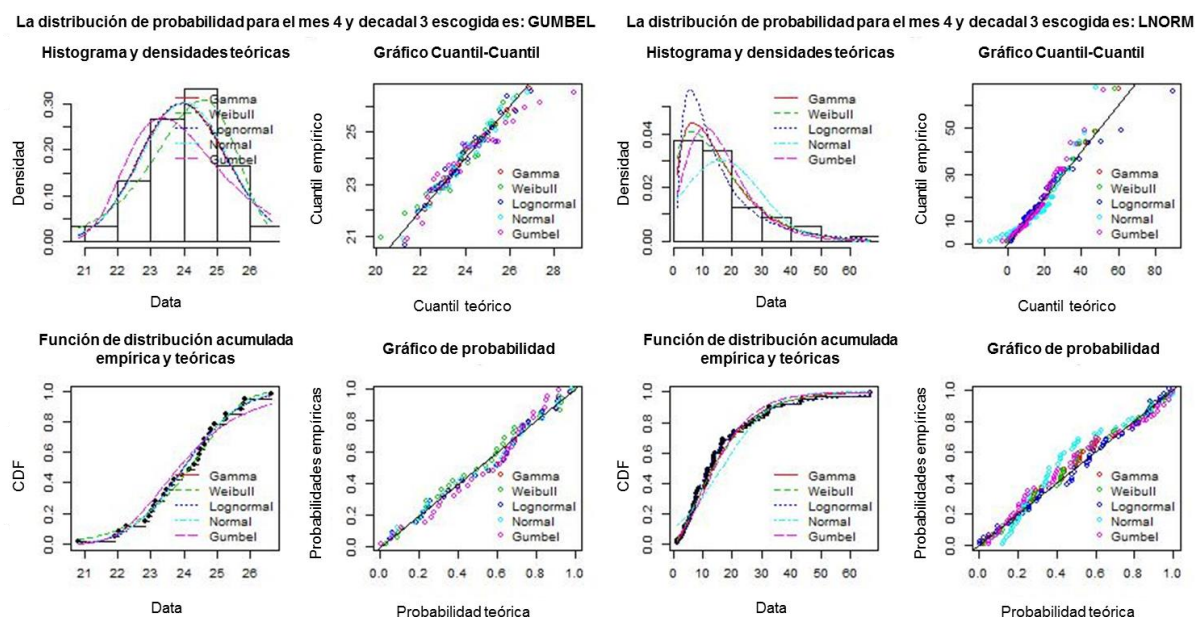 La distribución de probabilidad para el mes 4 y decadal 3 escogida es: GUMBEL
Histograma y densidades teóricas
Densidad
0.30
0.20
0.10
0.00
21 22 23 24 25 26
Data
Gamma
Weibull
Lognormal
Normal
Gumbel
Gráfico Cuantil-Cuantil
Cuantil empírico
25
23
21
20 22 24 26 28
Cuantil teórico
Gamma
Weibull
Lognormal
Normal
Gumbel
Función de distribución acumulada
empírica y teóricas
CDF
1.0
0.8
0.6
0.4
0.2
0.0
21 22 23 24 25 26
Data
Gamma
Weibull
Lognormal
Normal
Gumbel
Gráfico de probabilidad
Probabilidades empíricas
1.0
0.8
0.6
0.4
0.2
0.0
0.0 0.2 0.4 0.6 0.8 1.0
Probabilidad teórica
Gamma
Weibull
Lognormal
Normal
Gumbel
La distribución de probabilidad para el mes 4 y decadal 3 escogida es: LNORM
Histograma y densidades teóricas
Densidad
0.04
0.02
0.00
0 10 20 30 40 50 60
Data
Gamma
Weibull
Lognormal
Normal
Gumbel
Gráfico Cuantil-Cuantil
Cuantil empírico
50
30
10
0
0 20 40 60 80
Cuantil teórico
Gamma
Weibull
Lognormal
Normal
Gumbel
Función de distribución acumulada
empírica y teóricas
CDF
1.0
0.8
0.6
0.4
0.2
0.0
0 10 20 30 40 50 60
Data
Gamma
Weibull
Lognormal
Normal
Gumbel
Gráfico de probabilidad
Probabilidades empíricas
1.0
0.8
0.6
0.4
0.2
0.0
0.0 0.2 0.4 0.6 0.8 1.0
Probabilidad teórica
Gamma
Weibull
Lognormal
Normal
Gumbel